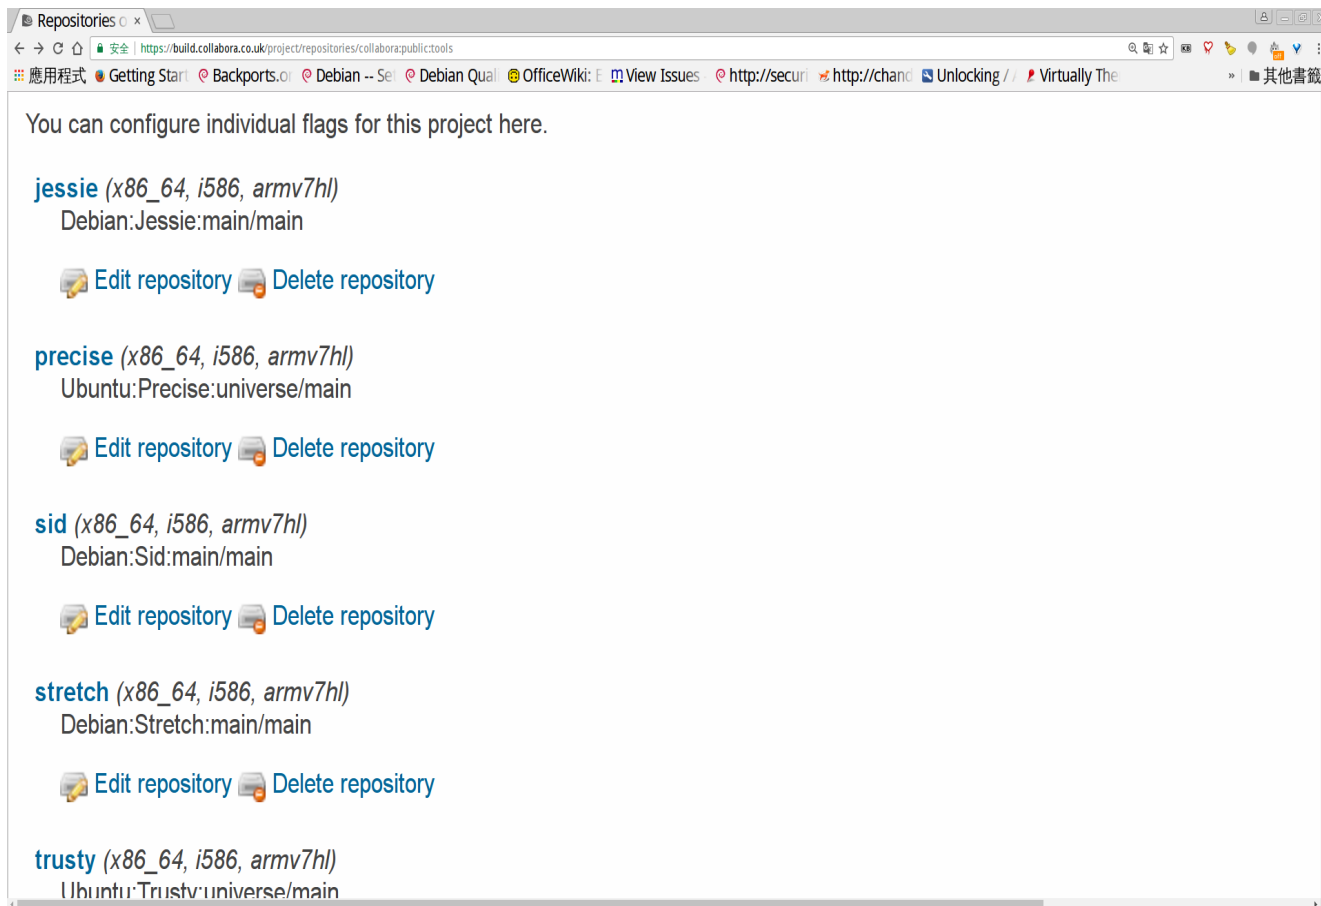 Repositories o
安全 https://build.collabora.co.uk/project/repositories/collabora:public:tools
應用程式 Getting Start Backports.or Debian -- Se Debian Qual OfficeWiki: E View Issues http://securi http://chand Unlocking / Virtually The » 其他書籤
You can configure individual flags for this project here.
jessie (x86_64, i586, armv7hl)
Debian:Jessie:main/main
Edit repository Delete repository
precise (x86_64, i586, armv7hl)
Ubuntu:Precise:universe/main
Edit repository Delete repository
sid (x86_64, i586, armv7hl)
Debian:Sid:main/main
Edit repository Delete repository
stretch (x86_64, i586, armv7hl)
Debian:Stretch:main/main
Edit repository Delete repository
trusty (x86_64, i586, armv7hl)
Ubuntu:Trusty:universe/main